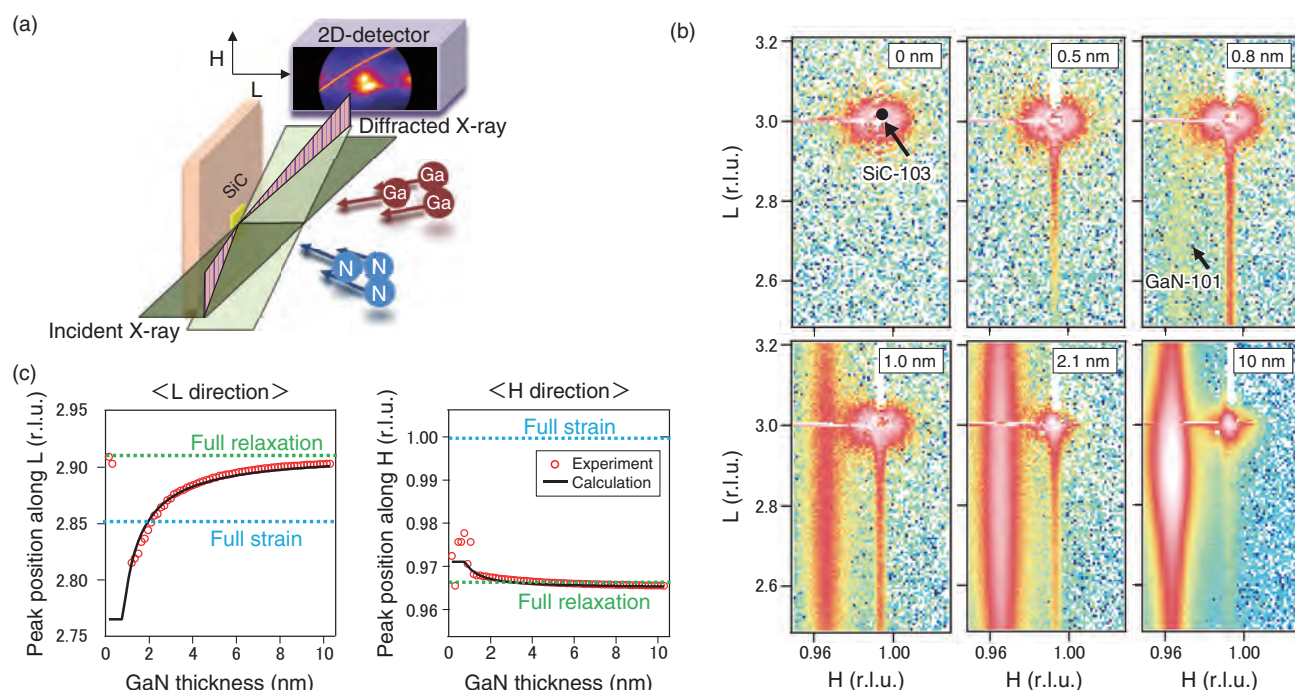 (a)
2D-detector
H
L
Diffracted X-ray
SiC
Ga
Ga
Ga
N
N
N
Incident X-ray
(b)
3.2
3.0
2.8
2.6
L (r.l.u.)
0 nm
SiC-103
0.5 nm
0.8 nm
GaN-101
3.2
3.0
2.8
2.6
L (r.l.u.)
1.0 nm
2.1 nm
10 nm
0.96 1.00
0.96 1.00
0.96 1.00
H (r.l.u.)
H (r.l.u.)
H (r.l.u.)
(c)
<L direction>
Peak position along L (r.l.u.)
2.95
2.90
2.85
2.80
2.75
Full relaxation
Full strain
0 2 4 6 8 10
GaN thickness (nm)
<H direction>
Peak position along H (r.l.u.)
1.00
0.97
0.96
Full strain
Experiment
Calculation
Full relaxation
0 2 4 6 8 10
GaN thickness (nm)